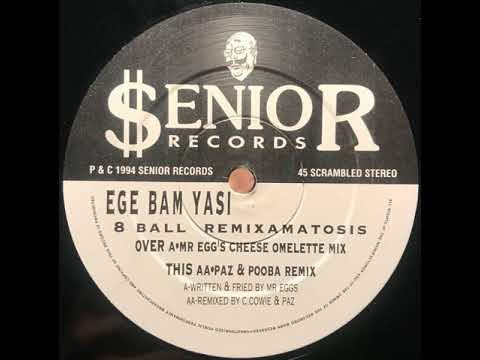 $ENIOR
RECORDS
P & C 1994 SENIOR RECORDS
45 SCRAMBLED STEREO
EGE BAM YASI
8 BALL REMIXAMATOSIS
OVER A•MR EGG'S CHEESE OMELETTE MIX
THIS AA•PAZ & POOBA REMIX
A-WRITTEN & FRIED BY MR EGGS
AA-REMIXED BY C.COWIE & PAZ